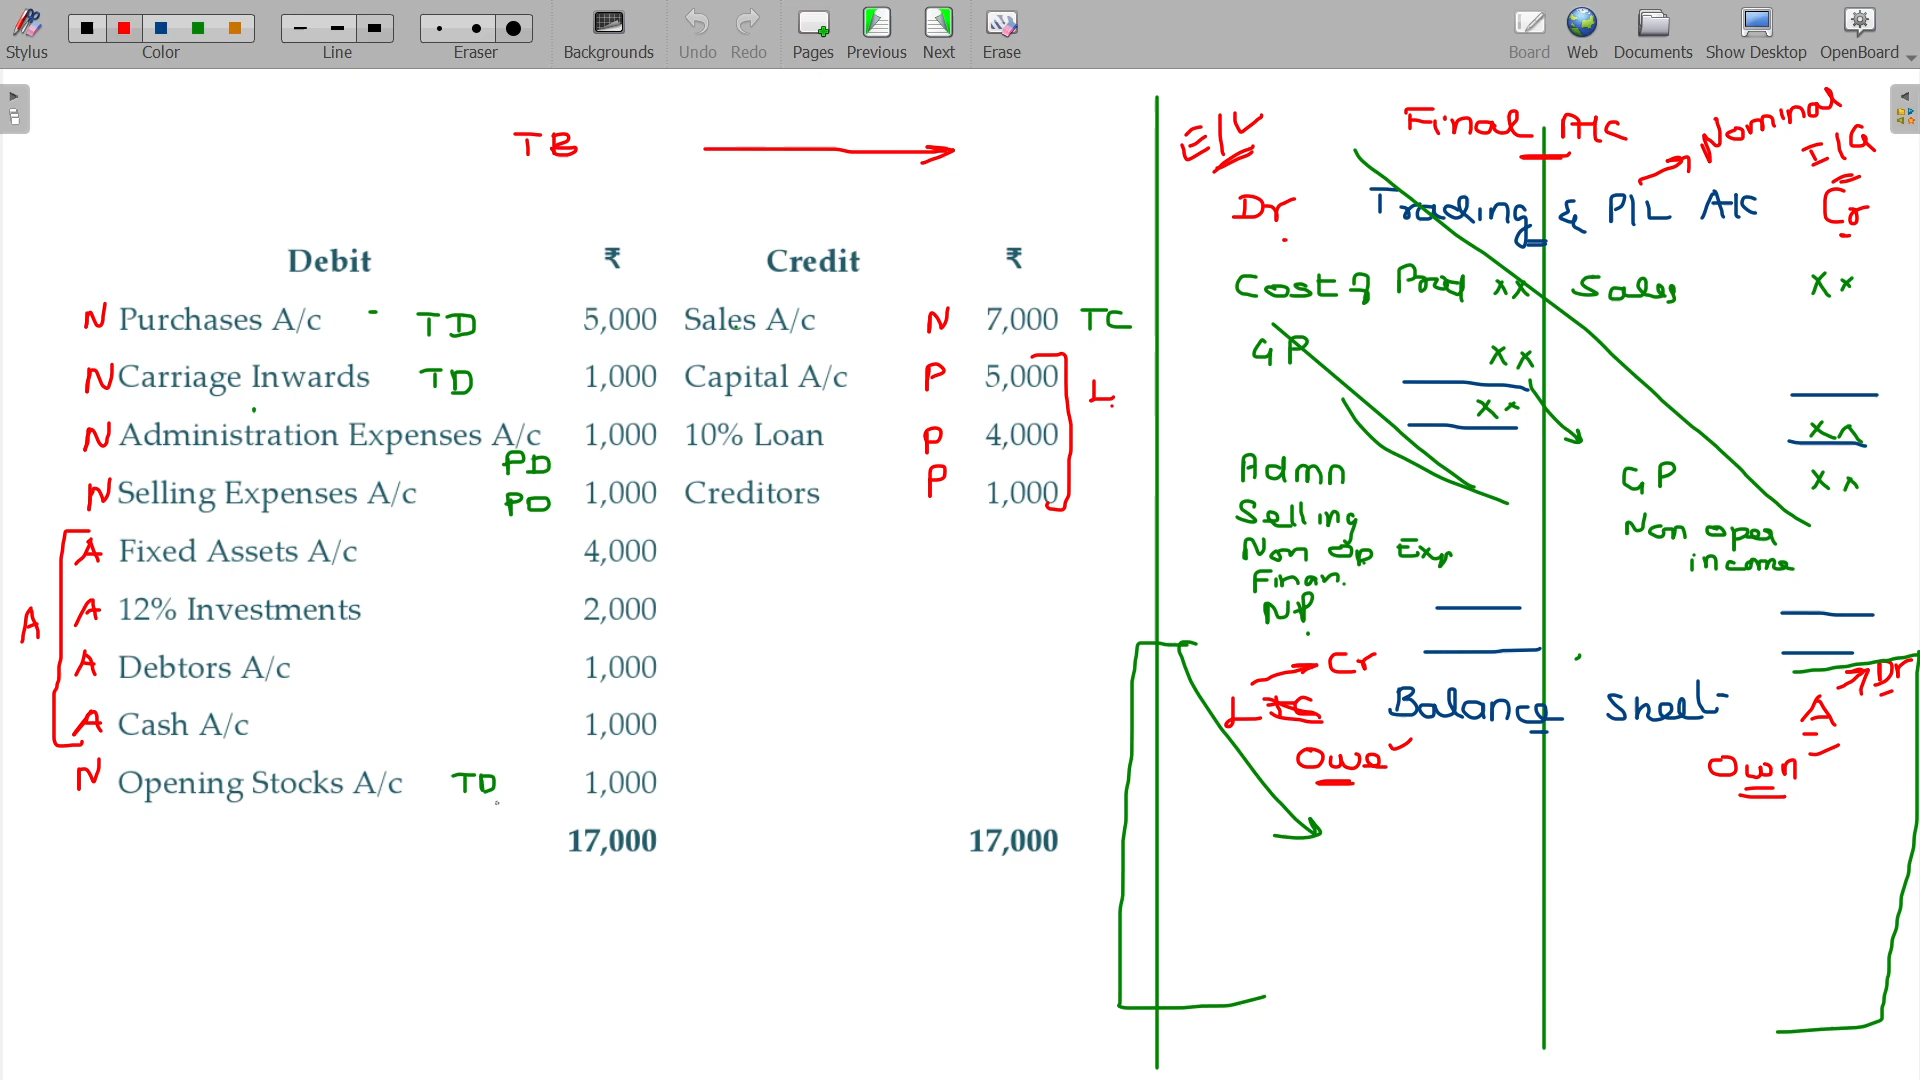 Stylus
Color
Line
Eraser
Backgrounds
Undo
Redo
Pages
Previous
Next
Erase
Board
Web
Documents
Show Desktop
OpenBoard
TB
Debit ₹ Credit ₹
N Purchases A/c TD 5,000 Sales A/c N 7,000 TC
N Carriage Inwards TD 1,000 Capital A/c P 5,000
L
N Administration Expenses A/c 1,000 10% Loan P 4,000
PD
N Selling Expenses A/c PD 1,000 Creditors P 1,000
A Fixed Assets A/c 4,000
A
A 12% Investments 2,000
A Debtors A/c 1,000
A Cash A/c 1,000
N Opening Stocks A/c TD 1,000
17,000 17,000
E/L
Final A/c
Nominal
I/G
Dr Trading & P/L A/c Cr
Cost of Prod xx Sales xx
GP xx
xx xx
Admn GP xx
Selling Non oper
Non Op Exp income
Finan.
NP
Cr Dr
L Balance Sheet A
Owe Own